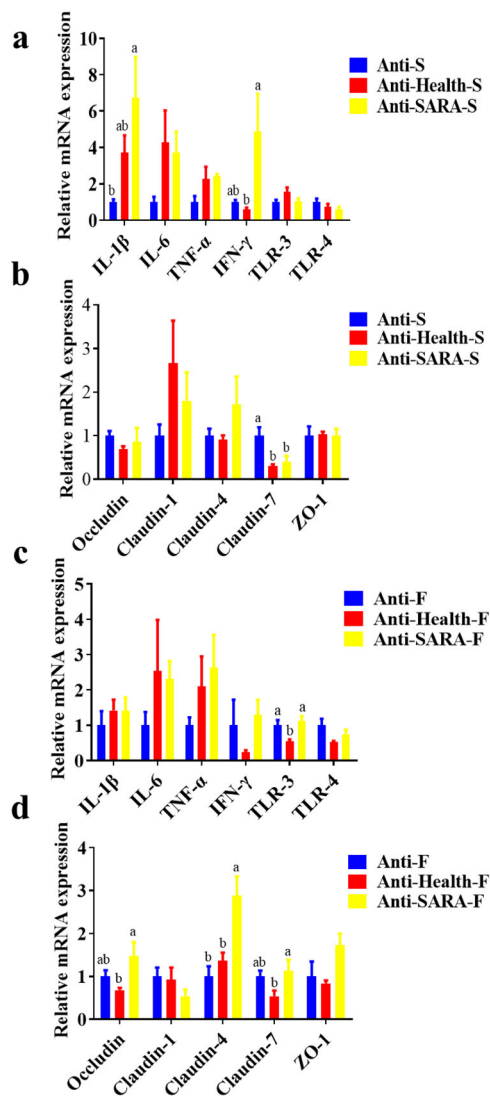 a
Relative mRNA expression
10
8
6
4
2
0
b ab a
ab b a
IL-1β IL-6 TNF-α IFN-γ TLR-3 TLR-4
Anti-S
Anti-Health-S
Anti-SARA-S
b
Relative mRNA expression
4
3
2
1
0
a b b
Occludin Claudin-1 Claudin-4 Claudin-7 ZO-1
Anti-S
Anti-Health-S
Anti-SARA-S
c
Relative mRNA expression
5
4
3
2
1
0
a b a
IL-1β IL-6 TNF-α IFN-γ TLR-3 TLR-4
Anti-F
Anti-Health-F
Anti-SARA-F
d
Relative mRNA expression
4
3
2
1
0
ab b a
b b a
ab b a
Occludin Claudin-1 Claudin-4 Claudin-7 ZO-1
Anti-F
Anti-Health-F
Anti-SARA-F